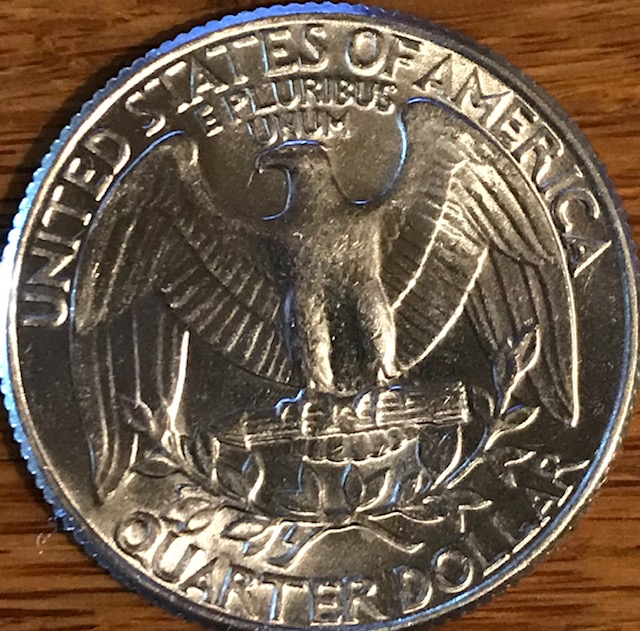 UNITED STATES OF AMERICA
E PLURIBUS
UNUM
QUARTER DOLLAR